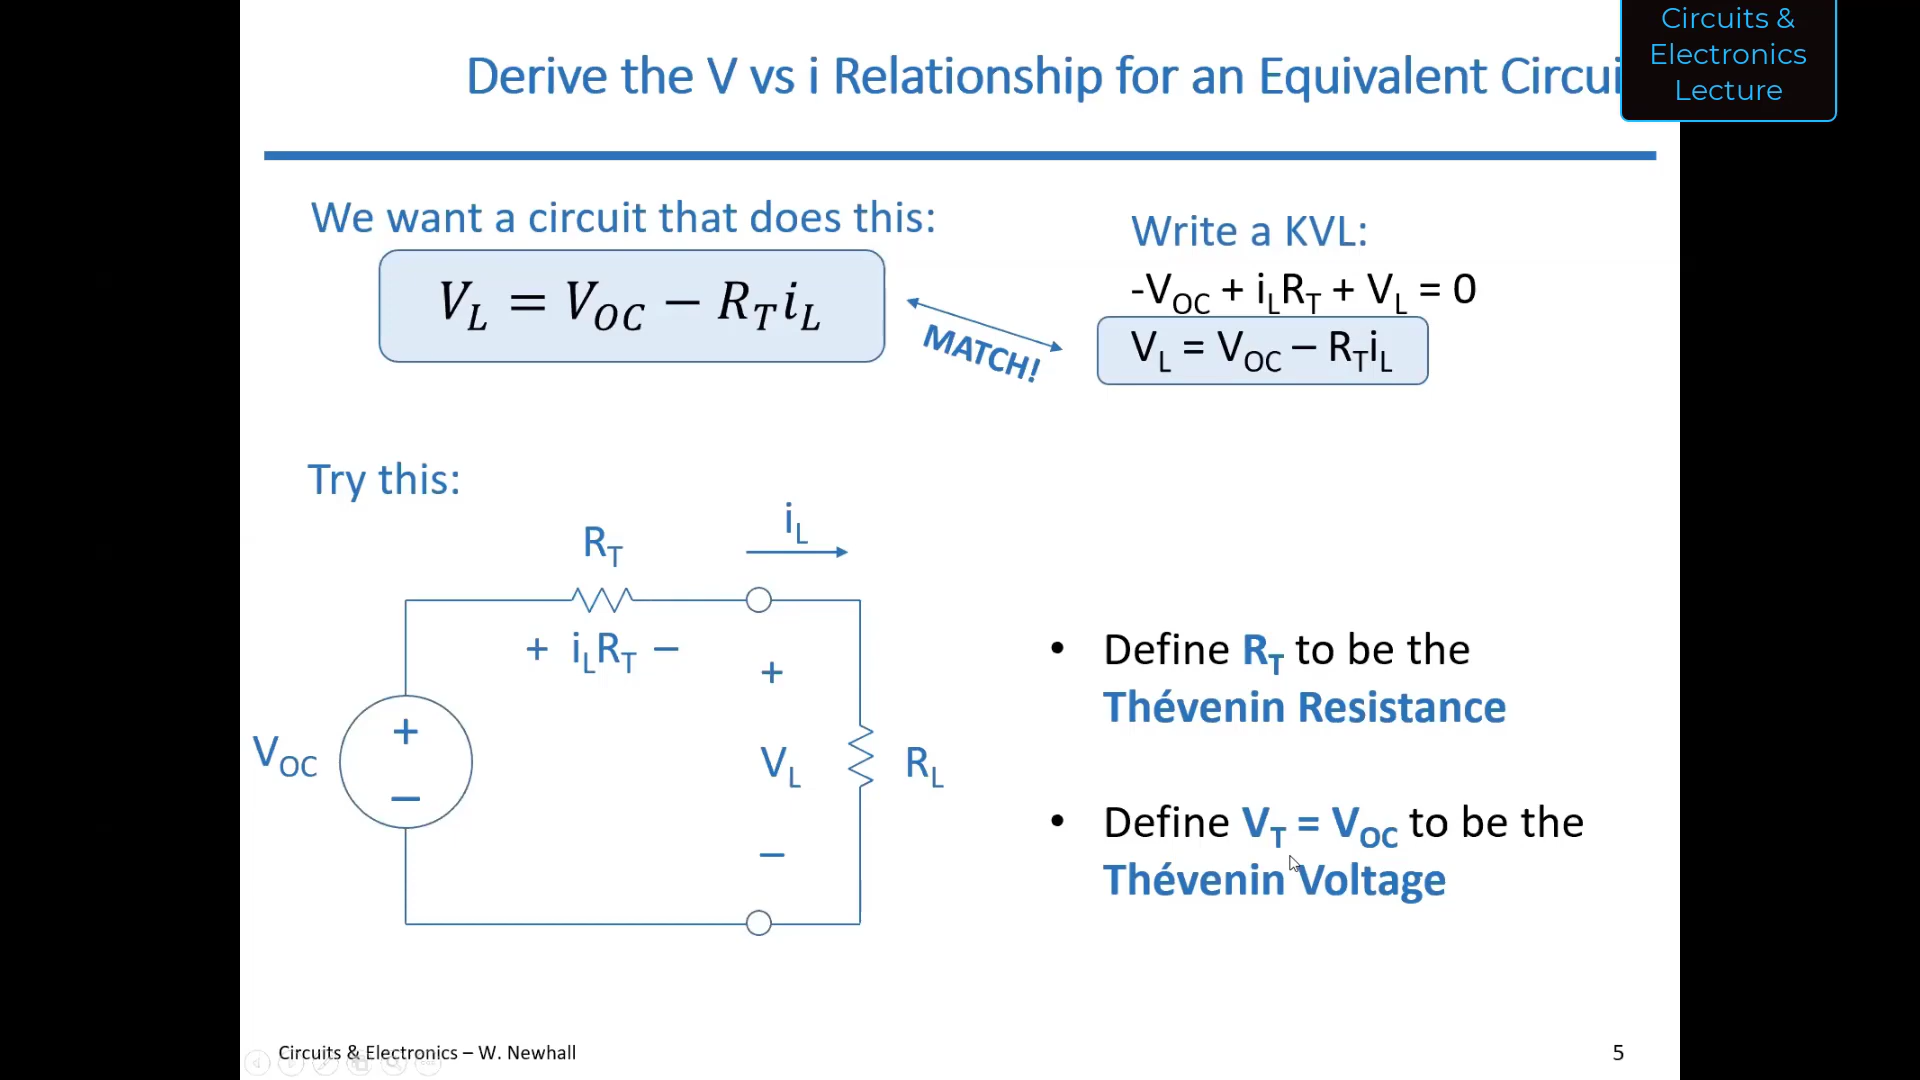 Circuits &
Electronics
Lecture
Derive the V vs i Relationship for an Equivalent Circui
We want a circuit that does this:
V_L = V_OC − R_T i_L
MATCH!
Write a KVL:
-V_OC + i_L R_T + V_L = 0
V_L = V_OC – R_T i_L
Try this:
R_T
i_L
+ i_L R_T −
V_OC
+
−
+
V_L
−
R_L
• Define R_T to be the
Thévenin Resistance
• Define V_T = V_OC to be the
Thévenin Voltage
Circuits & Electronics – W. Newhall
5